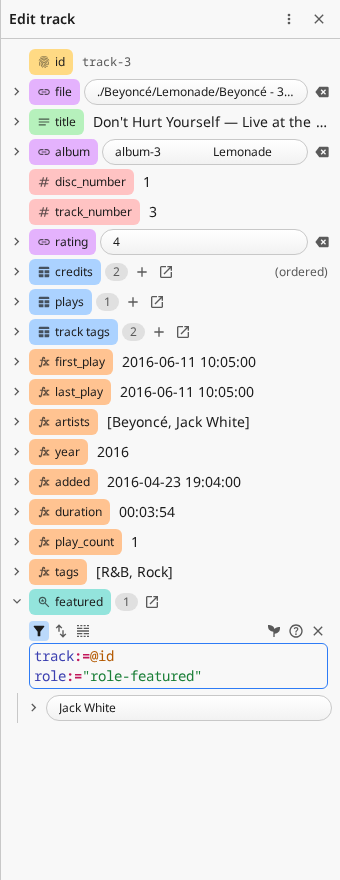 Edit track
id track-3
file ./Beyoncé/Lemonade/Beyoncé - 3...
title Don't Hurt Yourself — Live at the ...
album album-3 Lemonade
disc_number 1
track_number 3
rating 4
credits 2 (ordered)
plays 1
track tags 2
first_play 2016-06-11 10:05:00
last_play 2016-06-11 10:05:00
artists [Beyoncé, Jack White]
year 2016
added 2016-04-23 19:04:00
duration 00:03:54
play_count 1
tags [R&B, Rock]
featured 1
track:=@id
role:="role-featured"
Jack White